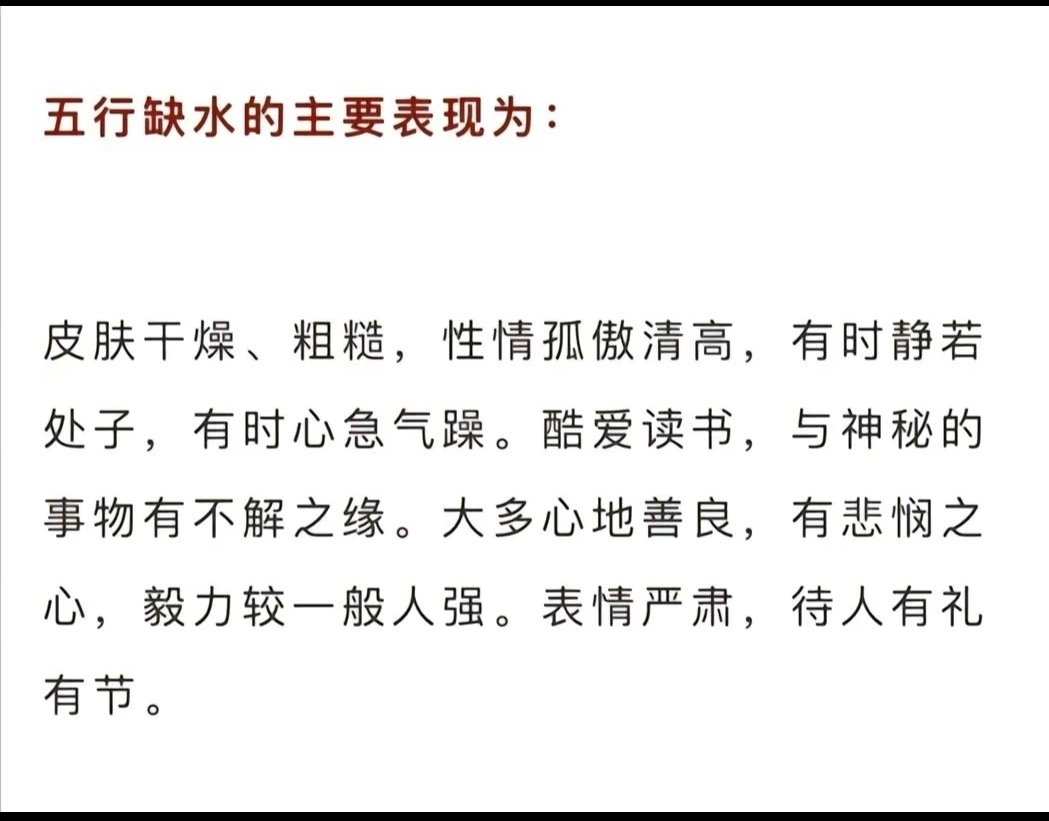 五行缺水的主要表现为：
皮肤干燥、粗糙，性情孤傲清高，有时静若
处子，有时心急气躁。酷爱读书，与神秘的
事物有不解之缘。大多心地善良，有悲悯之
心，毅力较一般人强。表情严肃，待人有礼
有节。